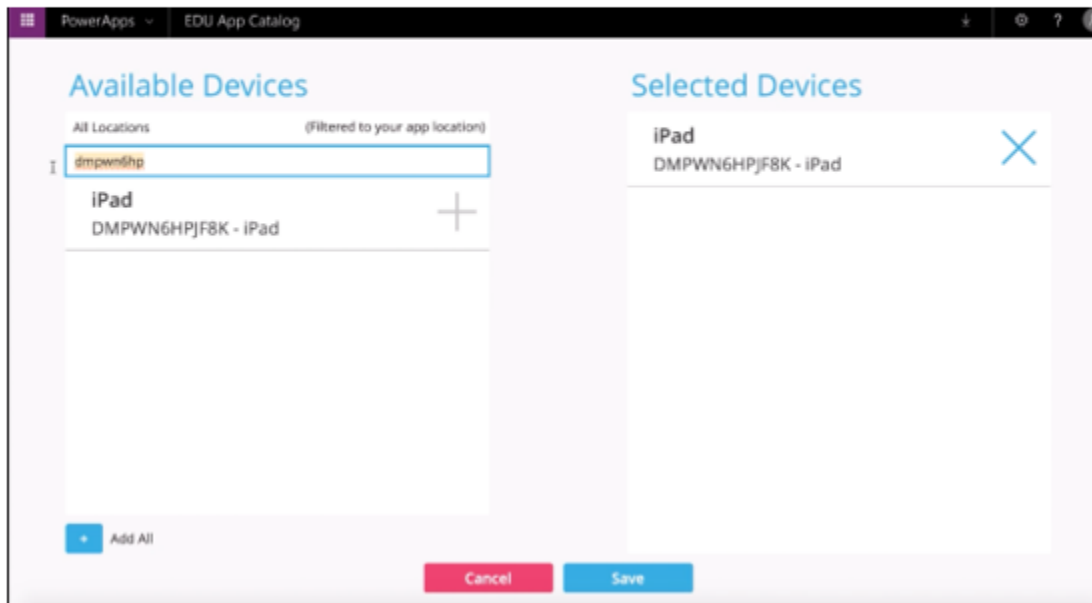 PowerApps EDU App Catalog ?
Available Devices
All Locations (Filtered to your app location)
dmpwn6hp
iPad
DMPWN6HPJF8K - iPad
+ Add All
Selected Devices
iPad
DMPWN6HPJF8K - iPad
Cancel Save